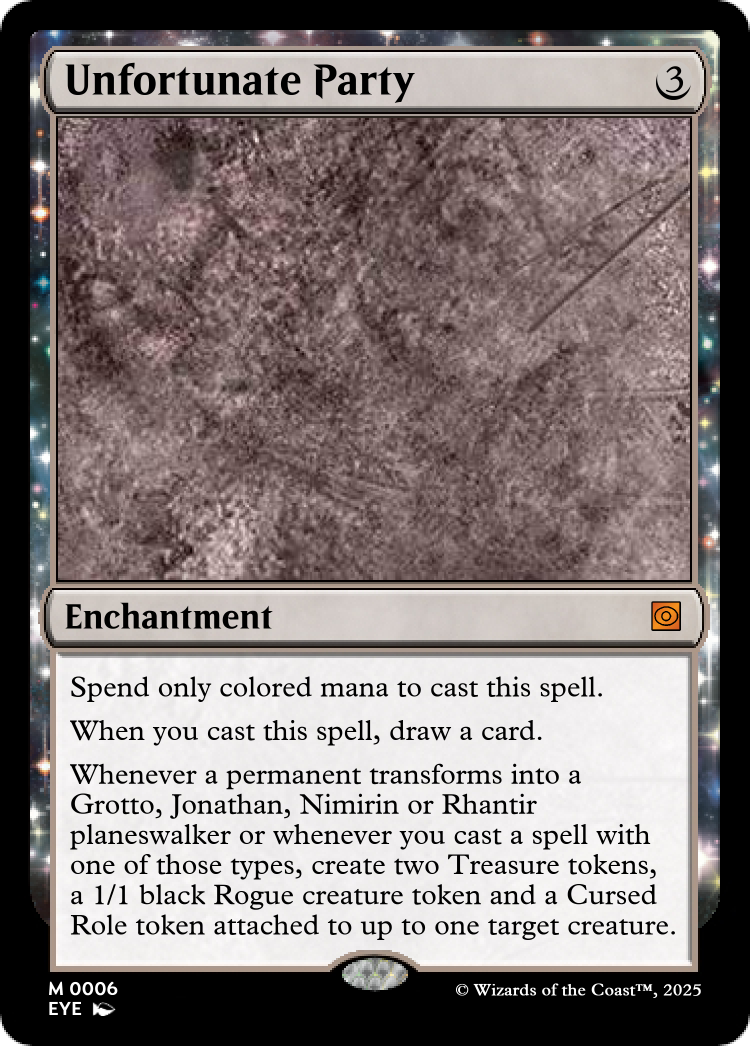 Unfortunate Party 3
Enchantment
Spend only colored mana to cast this spell.
When you cast this spell, draw a card.
Whenever a permanent transforms into a
Grotto, Jonathan, Nimirin or Rhantir
planeswalker or whenever you cast a spell with
one of those types, create two Treasure tokens,
a 1/1 black Rogue creature token and a Cursed
Role token attached to up to one target creature.
M 0006
EYE
© Wizards of the Coast™, 2025